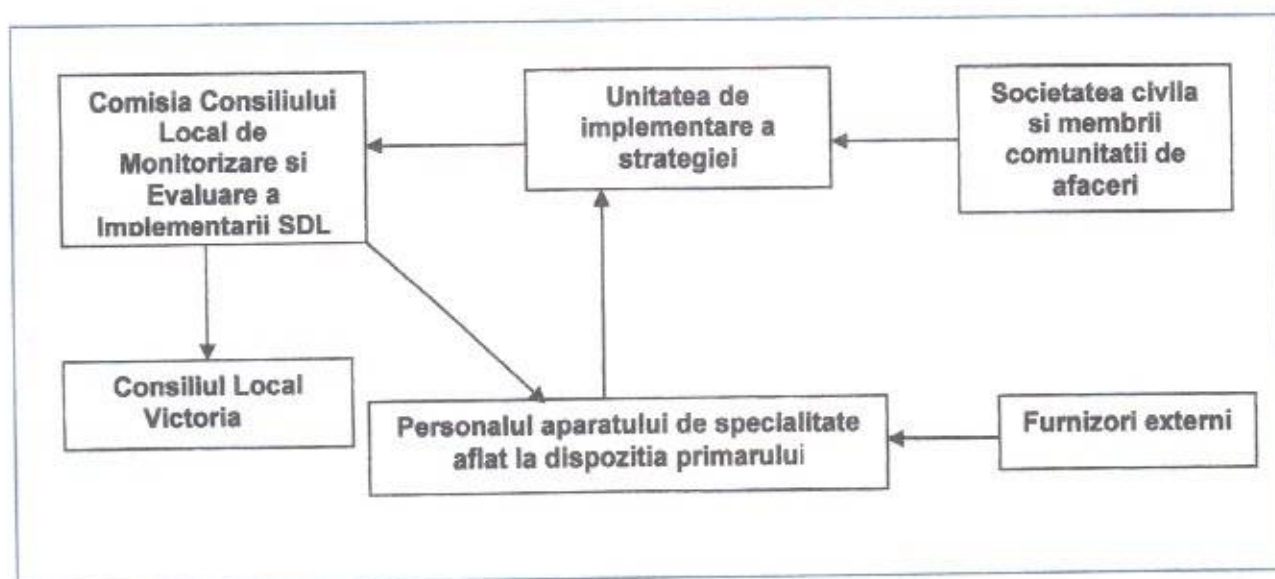 Comisia Consiliului
Local de
Monitorizare si
Evaluare a
Implementarii SDL
Unitatea de
implementare a
strategiei
Societatea civila
si membrii
comunitatii de
afaceri
Consiliul Local
Victoria
Personalul aparatului de specialitate
aflat la dispozitia primarului
Furnizori externi